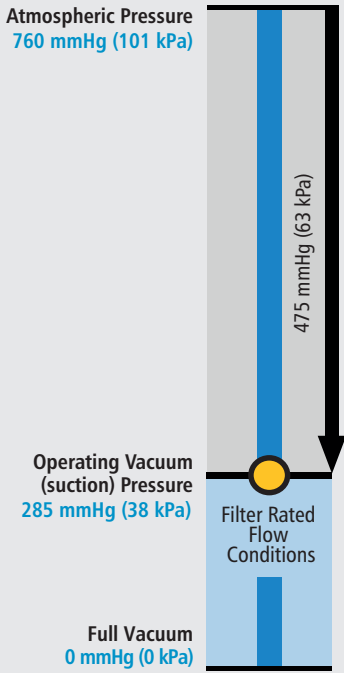 Atmospheric Pressure
760 mmHg (101 kPa)
475 mmHg (63 kPa)
Operating Vacuum
(suction) Pressure
285 mmHg (38 kPa)
Filter Rated
Flow
Conditions
Full Vacuum
0 mmHg (0 kPa)